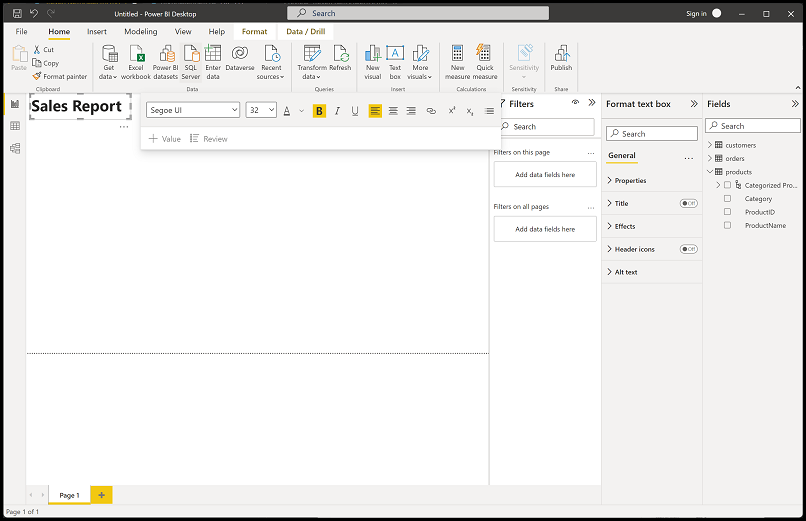 Untitled - Power BI Desktop
Search
Sign in
File
Home
Insert
Modeling
View
Help
Format
Data / Drill
Paste
Cut
Copy
Format painter
Clipboard
Get data
Excel workbook
Power BI datasets
SQL Server
Enter data
Dataverse
Recent sources
Data
Transform data
Refresh
Queries
New visual
Text box
More visuals
Insert
New measure
Quick measure
Calculations
Sensitivity
Sensitivity
Publish
Share
Sales Report
...
Segoe UI
32
A
B
I
U
Value
Review
Filters
Search
Filters on this page
...
Add data fields here
Filters on all pages
...
Add data fields here
Format text box
Search
General
...
Properties
Title
Off
Effects
Header icons
Off
Alt text
Fields
Search
customers
orders
products
Categorized Pro...
Category
ProductID
ProductName
Page 1
Page 1 of 1